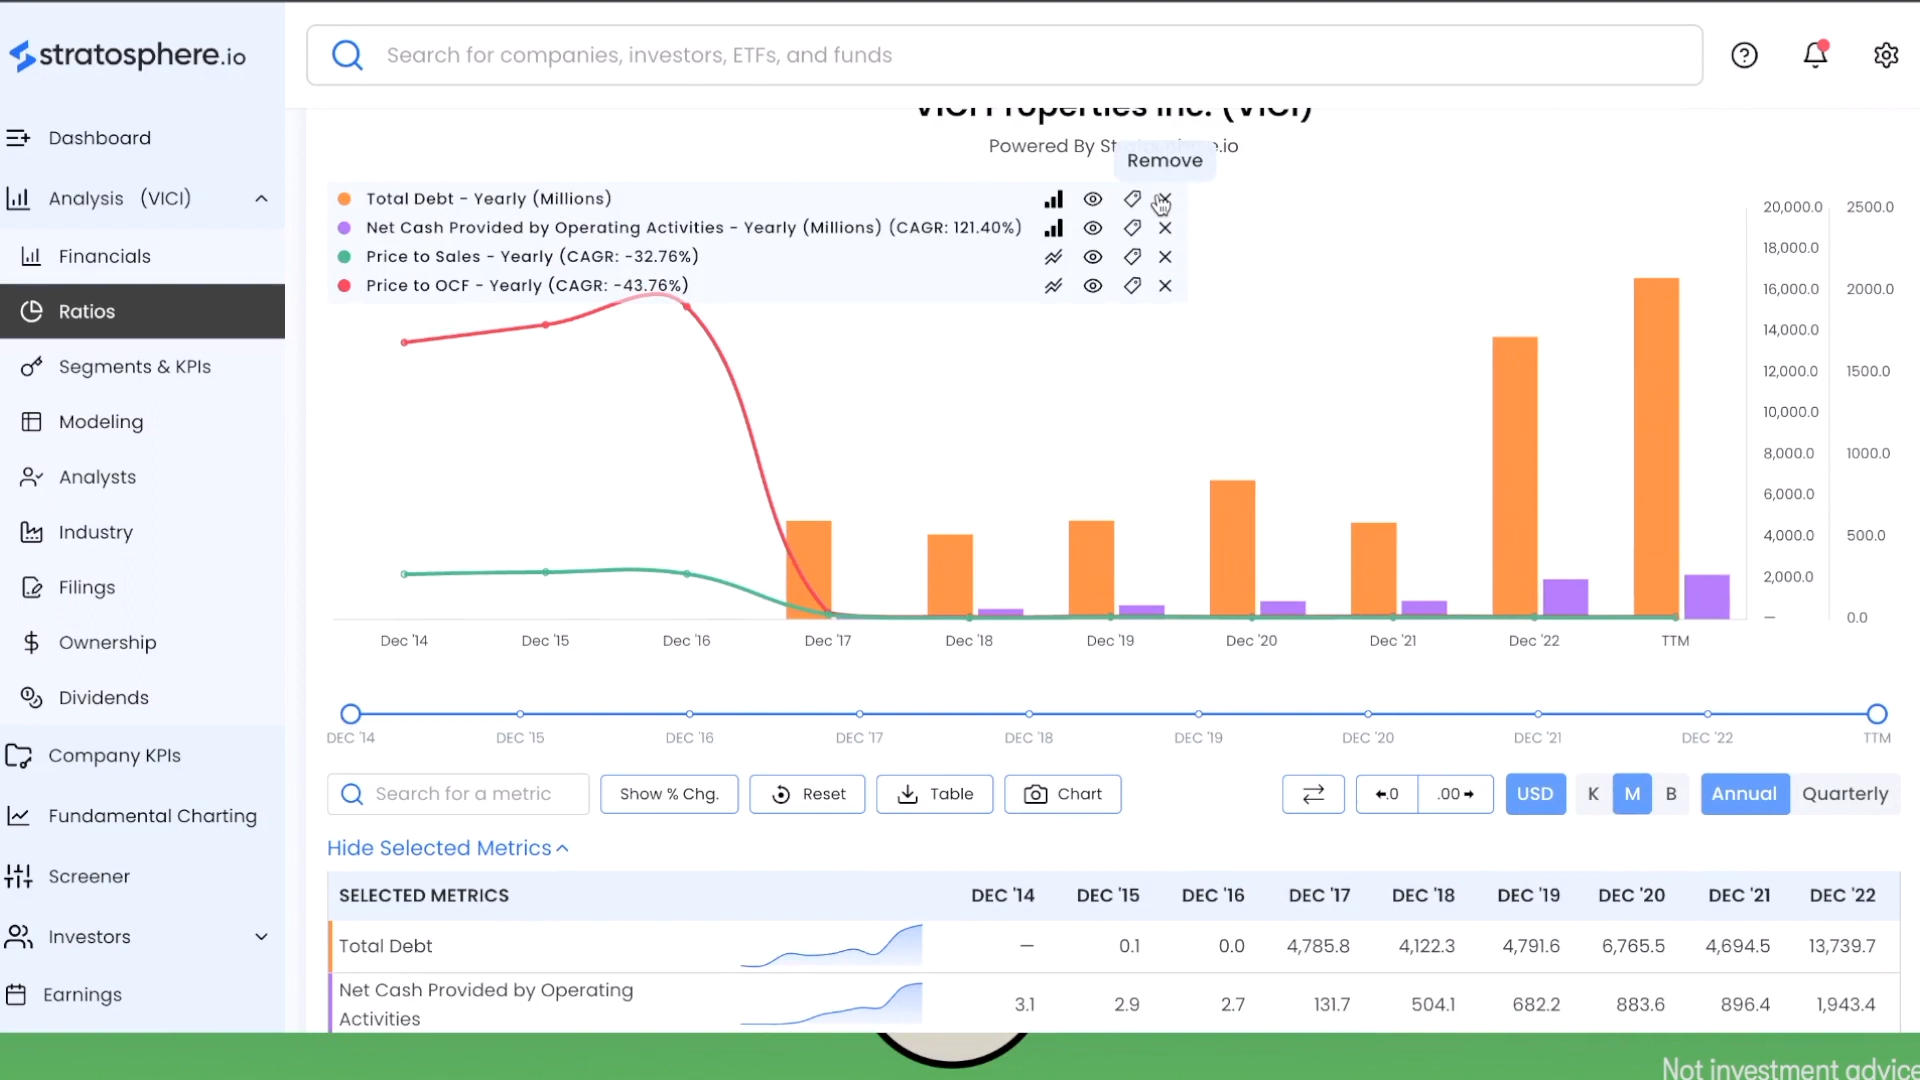 stratosphere.io
Search for companies, investors, ETFs, and funds
Dashboard
Analysis (VICI)
Financials
Ratios
Segments & KPIs
Modeling
Analysts
Industry
Filings
Ownership
Dividends
Company KPIs
Fundamental Charting
Screener
Investors
Earnings
VICI Properties Inc. (VICI)
Powered By St .io
Remove
Total Debt - Yearly (Millions)
Net Cash Provided by Operating Activities - Yearly (Millions) (CAGR: 121.40%)
Price to Sales - Yearly (CAGR: -32.76%)
Price to OCF - Yearly (CAGR: -43.76%)
20,000.0 2500.0
18,000.0
16,000.0 2000.0
14,000.0
12,000.0 1500.0
10,000.0
8,000.0 1000.0
6,000.0
4,000.0 500.0
2,000.0
— 0.0
Dec '14 Dec '15 Dec '16 Dec '17 Dec '18 Dec '19 Dec '20 Dec '21 Dec '22 TTM
DEC '14 DEC '15 DEC '16 DEC '17 DEC '18 DEC '19 DEC '20 DEC '21 DEC '22 TTM
Search for a metric Show % Chg. Reset Table Chart .0 .00 USD K M B Annual Quarterly
Hide Selected Metrics
SELECTED METRICS DEC '14 DEC '15 DEC '16 DEC '17 DEC '18 DEC '19 DEC '20 DEC '21 DEC '22
Total Debt — 0.1 0.0 4,785.8 4,122.3 4,791.6 6,765.5 4,694.5 13,739.7
Net Cash Provided by Operating
Activities 3.1 2.9 2.7 131.7 504.1 682.2 883.6 896.4 1,943.4
Not investment advice